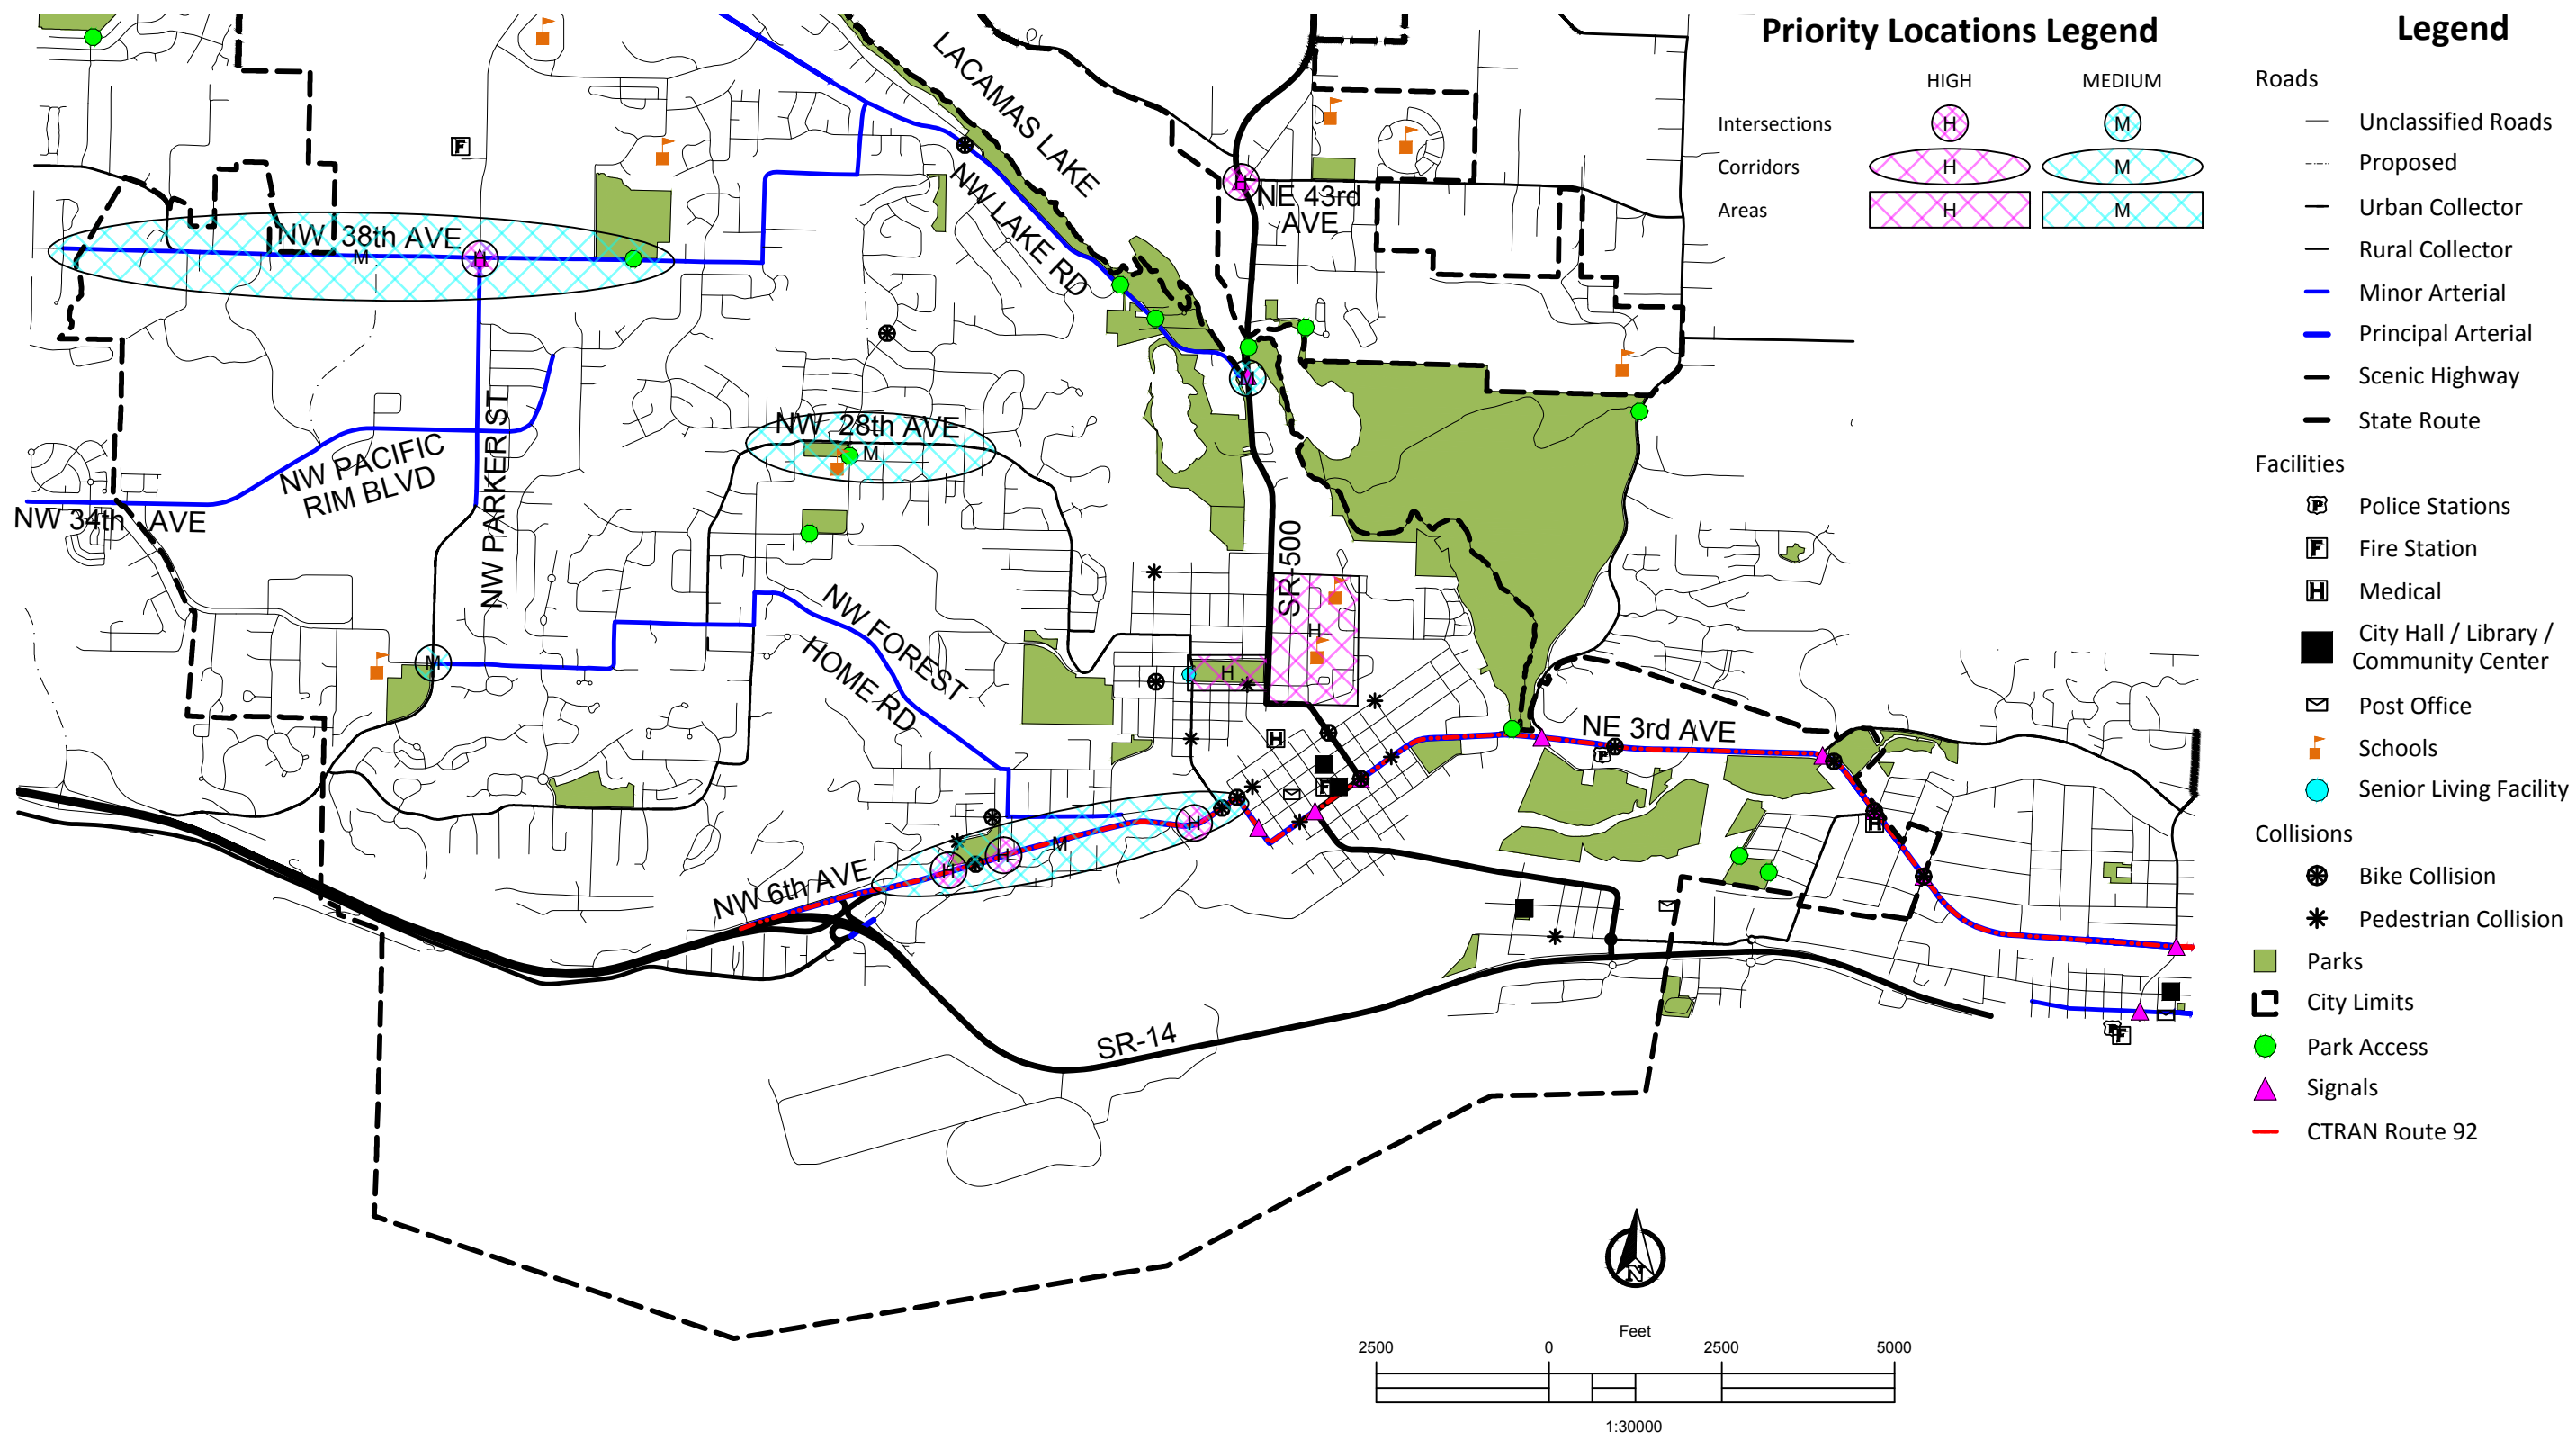 Priority Locations Legend
HIGH
MEDIUM
Intersections
H
M
Corridors
H
M
Areas
H
M
Legend
Roads
Unclassified Roads
Proposed
Urban Collector
Rural Collector
Minor Arterial
Principal Arterial
Scenic Highway
State Route
Facilities
P
Police Stations
F
Fire Station
H
Medical
City Hall / Library /
Community Center
Post Office
Schools
Senior Living Facility
Collisions
Bike Collision
Pedestrian Collision
Parks
City Limits
Park Access
Signals
CTRAN Route 92
LACAMAS LAKE
NW LAKE RD
NE 43rd
AVE
H
F
NW 38th AVE
M
H
M
NW 28th AVE
M
NW PACIFIC
RIM BLVD
NW PARKER ST
NW 34th AVE
SR-500
H
H
M
NW FOREST
HOME RD
H
NE 3rd AVE
P
F
H
H
M
H
H
NW 6th AVE
SR-14
P
F
N
Feet
2500
0
2500
5000
1:30000